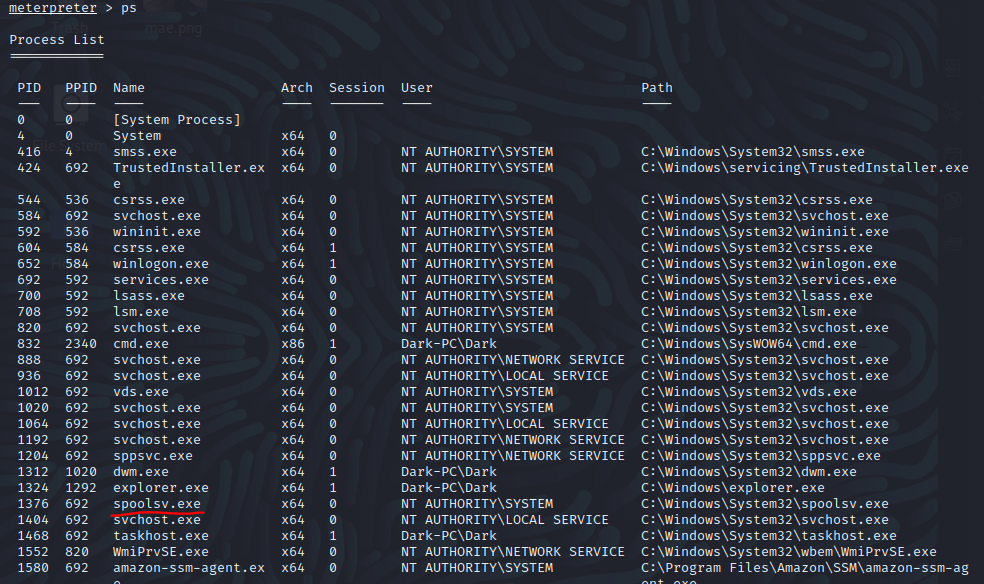 meterpreter > ps
mae.png
Process List
PID PPID Name Arch Session User Path
0 0 [System Process]
4 0 System x64 0
416 4 smss.exe x64 0 NT AUTHORITY\SYSTEM C:\Windows\System32\smss.exe
424 692 TrustedInstaller.ex x64 0 NT AUTHORITY\SYSTEM C:\Windows\servicing\TrustedInstaller.exe
e
544 536 csrss.exe x64 0 NT AUTHORITY\SYSTEM C:\Windows\System32\csrss.exe
584 692 svchost.exe x64 0 NT AUTHORITY\SYSTEM C:\Windows\System32\svchost.exe
592 536 wininit.exe x64 0 NT AUTHORITY\SYSTEM C:\Windows\System32\wininit.exe
604 584 csrss.exe x64 1 NT AUTHORITY\SYSTEM C:\Windows\System32\csrss.exe
652 584 winlogon.exe x64 1 NT AUTHORITY\SYSTEM C:\Windows\System32\winlogon.exe
692 592 services.exe x64 0 NT AUTHORITY\SYSTEM C:\Windows\System32\services.exe
700 592 lsass.exe x64 0 NT AUTHORITY\SYSTEM C:\Windows\System32\lsass.exe
708 592 lsm.exe x64 0 NT AUTHORITY\SYSTEM C:\Windows\System32\lsm.exe
820 692 svchost.exe x64 0 NT AUTHORITY\SYSTEM C:\Windows\System32\svchost.exe
832 2340 cmd.exe x86 1 Dark-PC\Dark C:\Windows\SysWOW64\cmd.exe
888 692 svchost.exe x64 0 NT AUTHORITY\NETWORK SERVICE C:\Windows\System32\svchost.exe
936 692 svchost.exe x64 0 NT AUTHORITY\LOCAL SERVICE C:\Windows\System32\svchost.exe
1012 692 vds.exe x64 0 NT AUTHORITY\SYSTEM C:\Windows\System32\vds.exe
1020 692 svchost.exe x64 0 NT AUTHORITY\SYSTEM C:\Windows\System32\svchost.exe
1064 692 svchost.exe x64 0 NT AUTHORITY\LOCAL SERVICE C:\Windows\System32\svchost.exe
1192 692 svchost.exe x64 0 NT AUTHORITY\NETWORK SERVICE C:\Windows\System32\svchost.exe
1204 692 sppsvc.exe x64 0 NT AUTHORITY\NETWORK SERVICE C:\Windows\System32\sppsvc.exe
1312 1020 dwm.exe x64 1 Dark-PC\Dark C:\Windows\System32\dwm.exe
1324 1292 explorer.exe x64 1 Dark-PC\Dark C:\Windows\explorer.exe
1376 692 spoolsv.exe x64 0 NT AUTHORITY\SYSTEM C:\Windows\System32\spoolsv.exe
1404 692 svchost.exe x64 0 NT AUTHORITY\LOCAL SERVICE C:\Windows\System32\svchost.exe
1468 692 taskhost.exe x64 1 Dark-PC\Dark C:\Windows\System32\taskhost.exe
1552 820 WmiPrvSE.exe x64 0 NT AUTHORITY\NETWORK SERVICE C:\Windows\System32\wbem\WmiPrvSE.exe
1580 692 amazon-ssm-agent.ex x64 0 NT AUTHORITY\SYSTEM C:\Program Files\Amazon\SSM\amazon-ssm-ag
e ent.exe